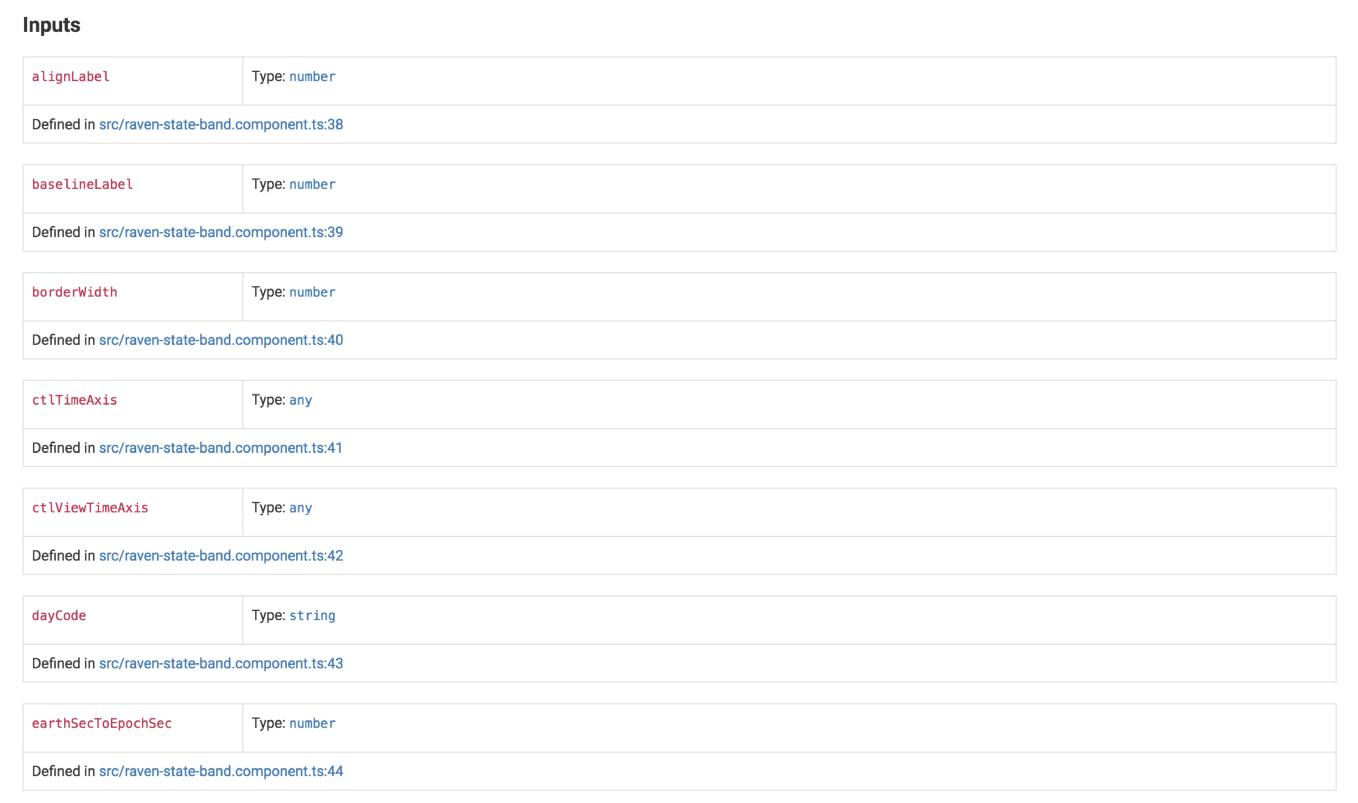 Inputs
alignLabel Type: number
Defined in src/raven-state-band.component.ts:38
baselineLabel Type: number
Defined in src/raven-state-band.component.ts:39
borderWidth Type: number
Defined in src/raven-state-band.component.ts:40
ctlTimeAxis Type: any
Defined in src/raven-state-band.component.ts:41
ctlViewTimeAxis Type: any
Defined in src/raven-state-band.component.ts:42
dayCode Type: string
Defined in src/raven-state-band.component.ts:43
earthSecToEpochSec Type: number
Defined in src/raven-state-band.component.ts:44